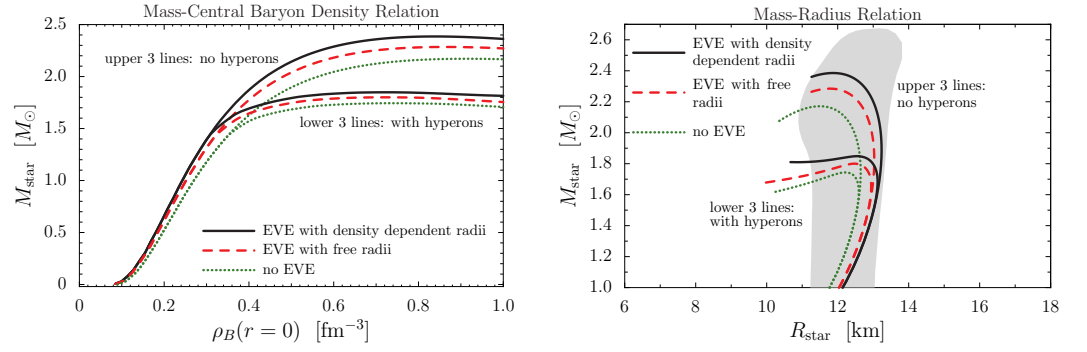 Mass-Central Baryon Density Relation
2.5
2.0
1.5
1.0
0.5
0
M_star [M_⊙]
upper 3 lines: no hyperons
lower 3 lines: with hyperons
EVE with density dependent radii
EVE with free radii
no EVE
0 0.2 0.4 0.6 0.8 1.0
ρ_B(r = 0) [fm⁻³]
Mass-Radius Relation
2.6
2.4
2.2
2.0
1.8
1.6
1.4
1.2
1.0
M_star [M_⊙]
EVE with density
dependent radii
EVE with free
radii
no EVE
upper 3 lines:
no hyperons
lower 3 lines:
with hyperons
6 8 10 12 14 16 18
R_star [km]